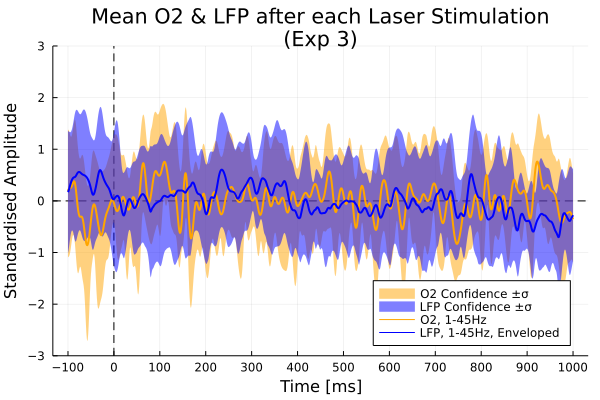 Mean O2 & LFP after each Laser Stimulation
(Exp 3)
Standardised Amplitude
3
2
1
0
−1
−2
−3
O2 Confidence ±σ
LFP Confidence ±σ
O2, 1-45Hz
LFP, 1-45Hz, Enveloped
−100 0 100 200 300 400 500 600 700 800 900 1000
Time [ms]